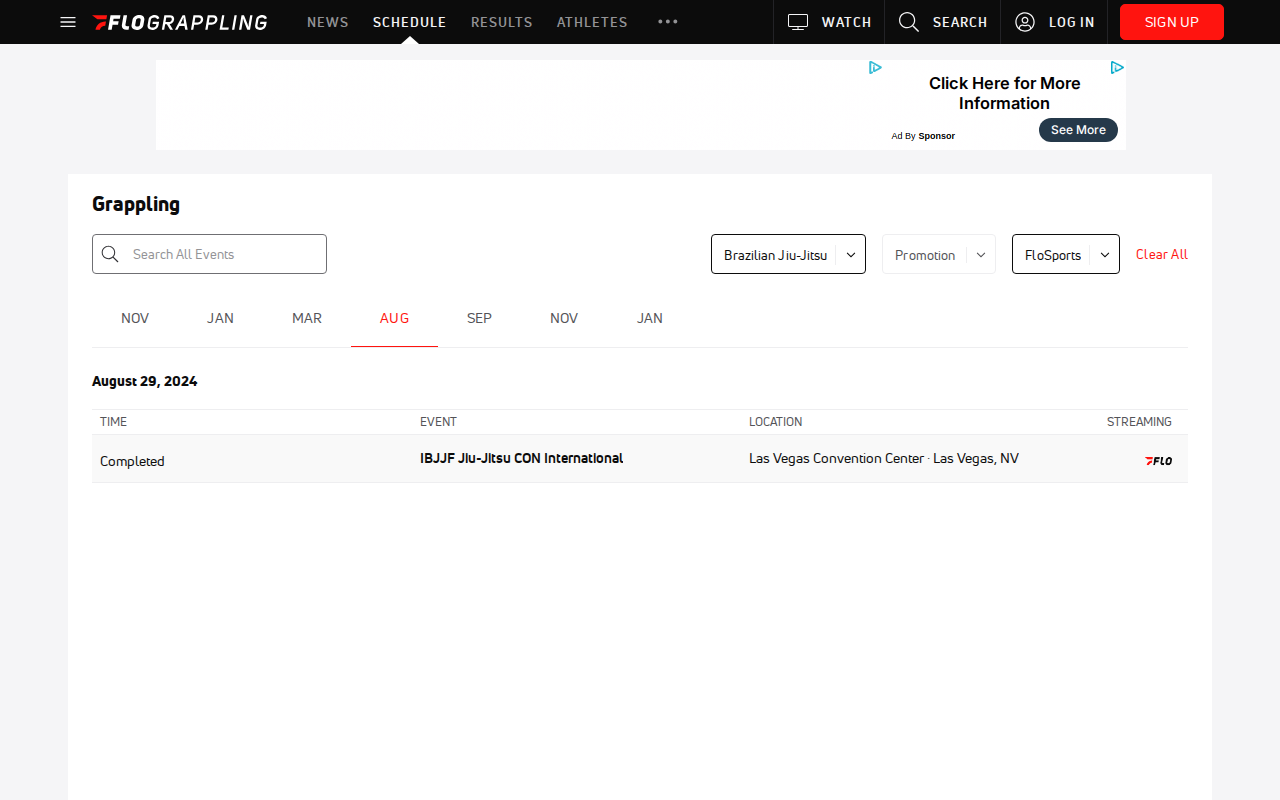 FLOGRAPPLING NEWS SCHEDULE RESULTS ATHLETES WATCH SEARCH LOG IN SIGN UP
Click Here for More
Information
Ad By Sponsor
See More
Grappling
Search All Events
Brazilian Jiu-Jitsu
Promotion
FloSports
Clear All
NOV JAN MAR AUG SEP NOV JAN
August 29, 2024
TIME EVENT LOCATION STREAMING
Completed IBJJF Jiu-Jitsu CON International Las Vegas Convention Center · Las Vegas, NV FLO